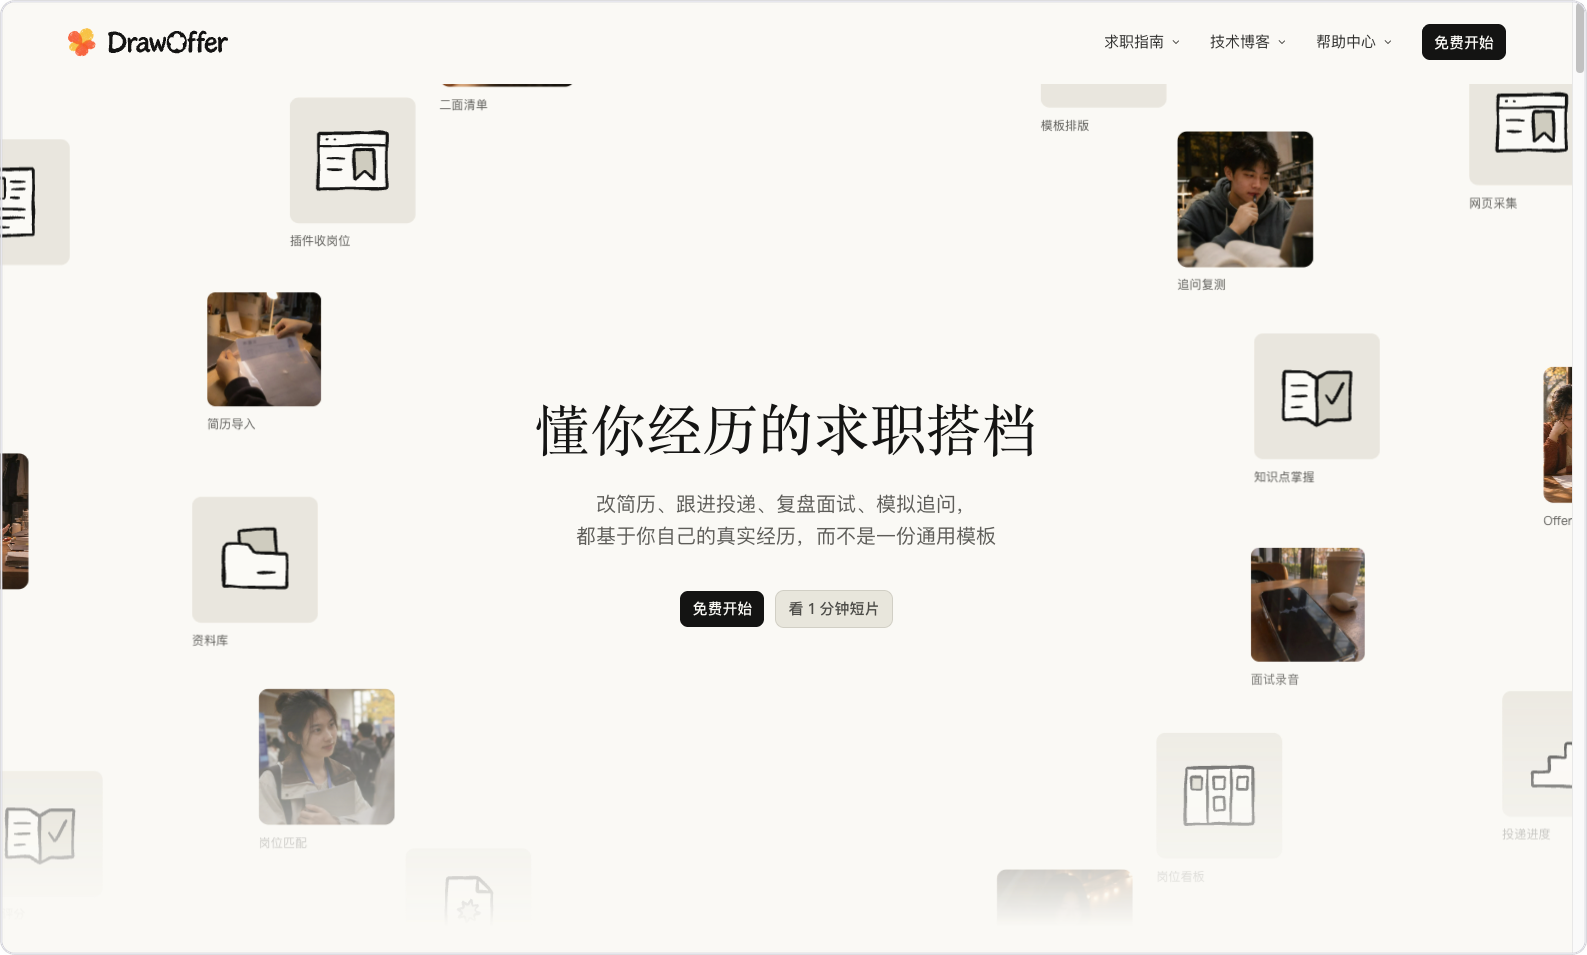 DrawOffer
求职指南
技术博客
帮助中心
免费开始
二面清单
模板排版
插件收岗位
网页采集
追问复测
简历导入
懂你经历的求职搭档
知识点掌握
改简历、跟进投递、复盘面试、模拟追问，
都基于你自己的真实经历，而不是一份通用模板
Offer
免费开始
看 1 分钟短片
资料库
面试录音
岗位匹配
投递进度
岗位看板